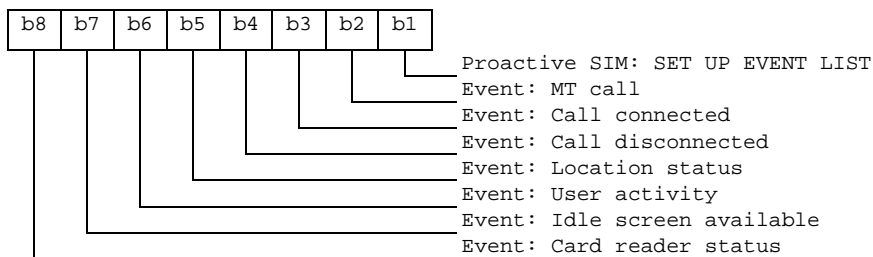 b8 b7 b6 b5 b4 b3 b2 b1
Proactive SIM: SET UP EVENT LIST
Event: MT call
Event: Call connected
Event: Call disconnected
Event: Location status
Event: User activity
Event: Idle screen available
Event: Card reader status